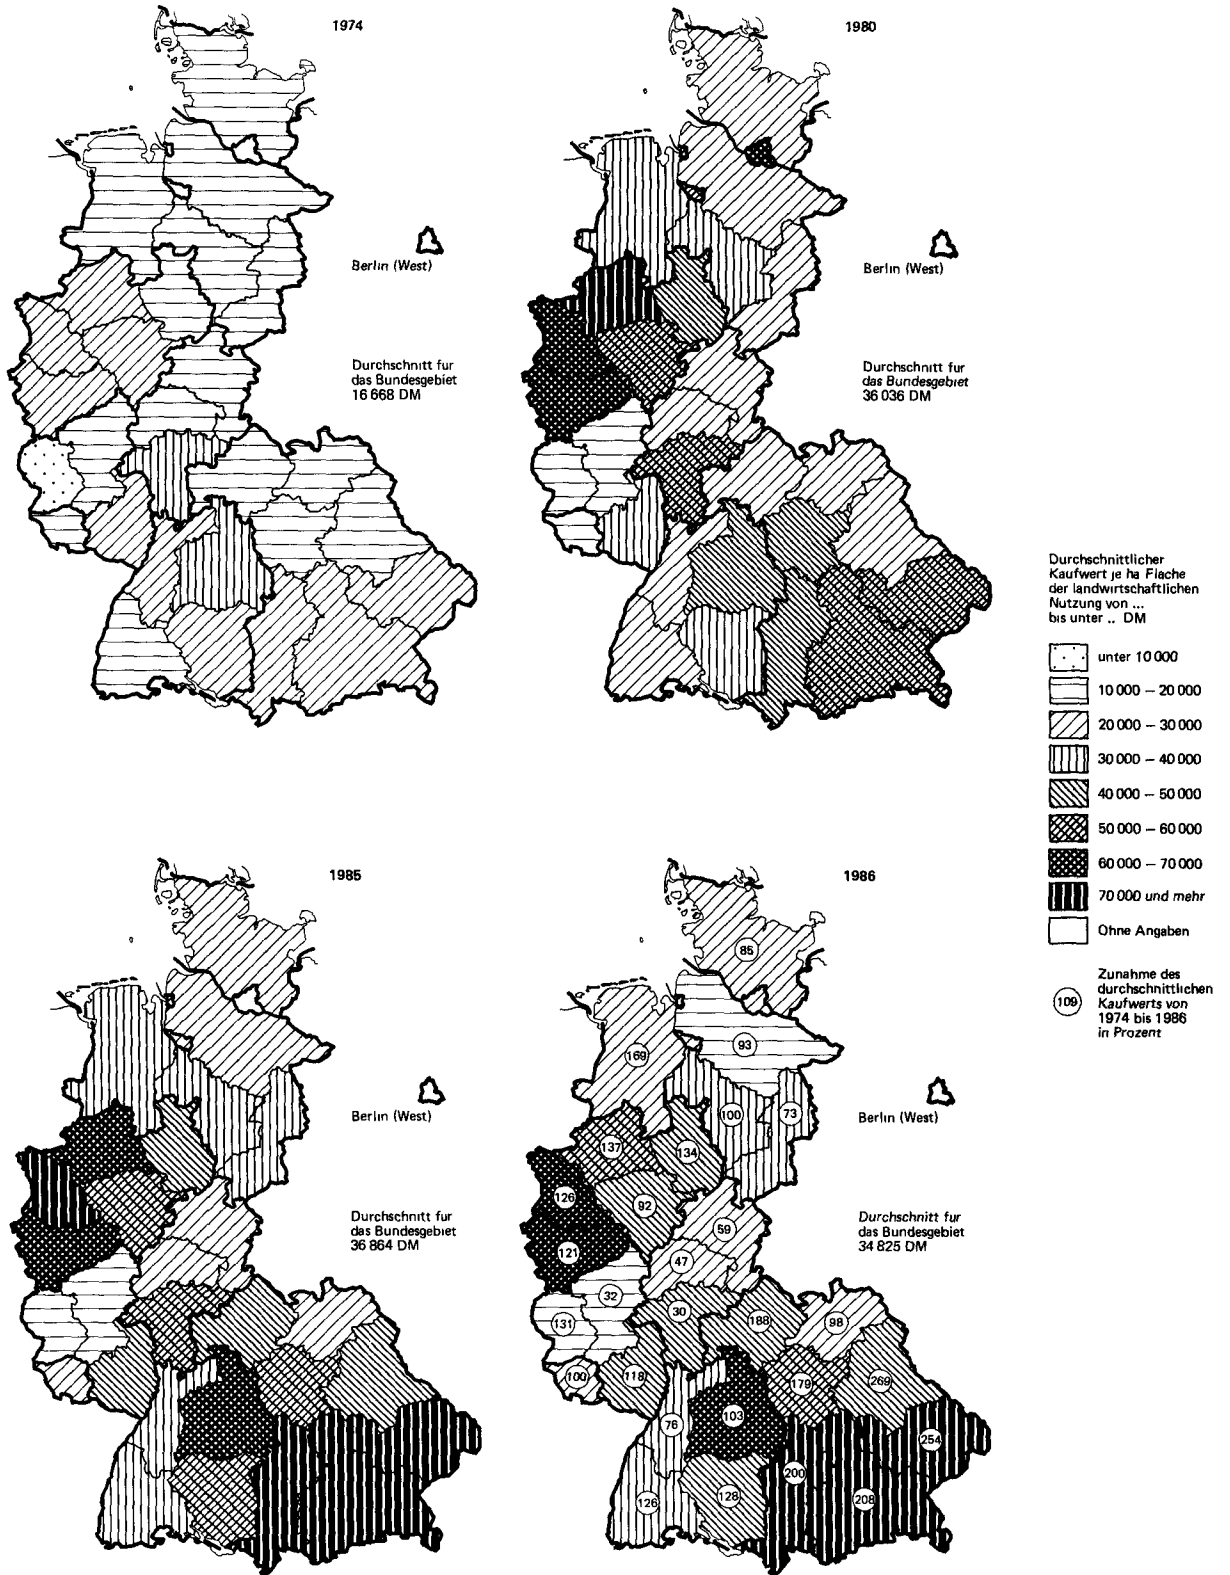 1974
Berlin (West)
Durchschnitt fur
das Bundesgebiet
16 668 DM
1980
Berlin (West)
Durchschnitt fur
das Bundesgebiet
36 036 DM
Durchschnittlicher
Kaufwert je ha Flache
der landwirtschaftlichen
Nutzung von ...
bis unter .. DM
unter 10 000
10 000 – 20 000
20 000 – 30 000
30 000 – 40 000
40 000 – 50 000
50 000 – 60 000
60 000 – 70 000
70 000 und mehr
Ohne Angaben
109
Zunahme des
durchschnittlichen
Kaufwerts von
1974 bis 1986
in Prozent
1985
Berlin (West)
Durchschnitt fur
das Bundesgebiet
36 864 DM
1986
85
93
169
100
73
137
134
126
92
59
121
47
32
30
188
98
131
100
118
179
269
76
103
254
200
126
128
208
Berlin (West)
Durchschnitt fur
das Bundesgebiet
34 825 DM